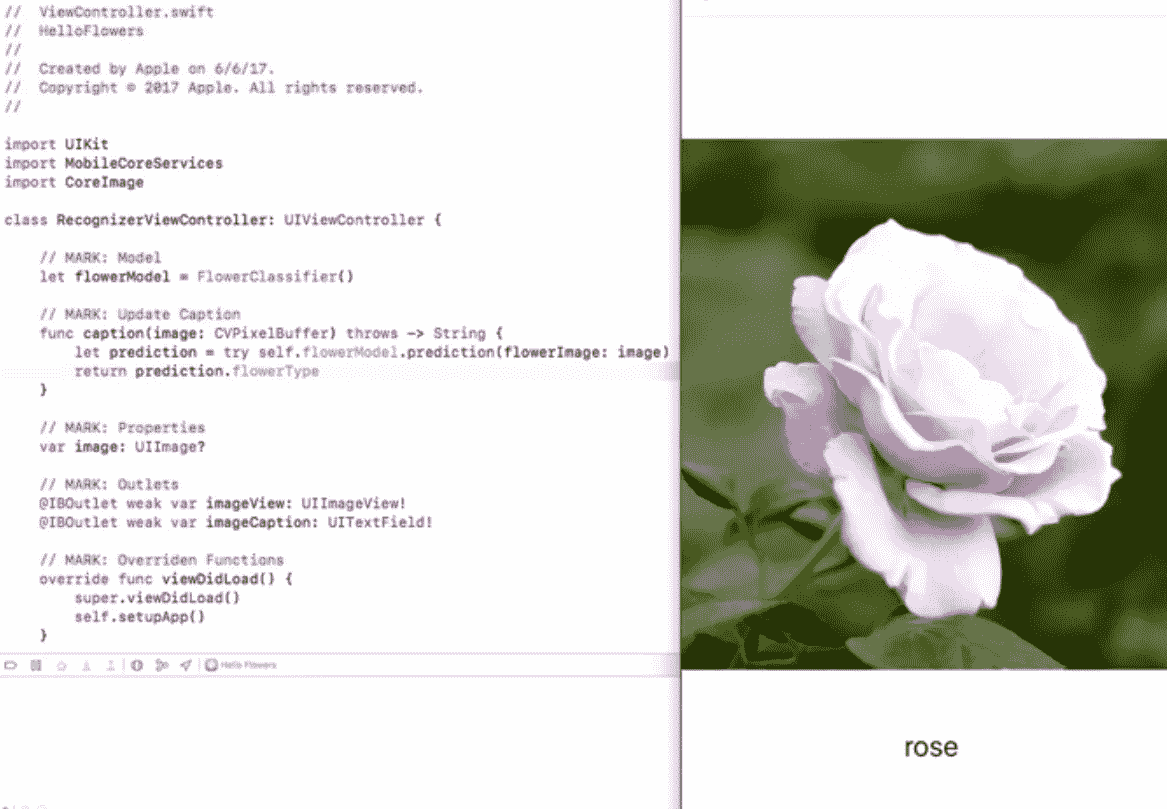 //  ViewController.swift
//  HelloFlowers
//
//  Created by Apple on 6/6/17.
//  Copyright © 2017 Apple. All rights reserved.
//
import UIKit
import MobileCoreServices
import CoreImage
class RecognizerViewController: UIViewController {
// MARK: Model
let flowerModel = FlowerClassifier()
// MARK: Update Caption
func caption(image: CVPixelBuffer) throws -> String {
let prediction = try self.flowerModel.prediction(flowerImage: image)
return prediction.flowerType
}
// MARK: Properties
var image: UIImage?
// MARK: Outlets
@IBOutlet weak var imageView: UIImageView!
@IBOutlet weak var imageCaption: UITextField!
// MARK: Overriden Functions
override func viewDidLoad() {
super.viewDidLoad()
self.setupApp()
}
Hello Flowers
rose